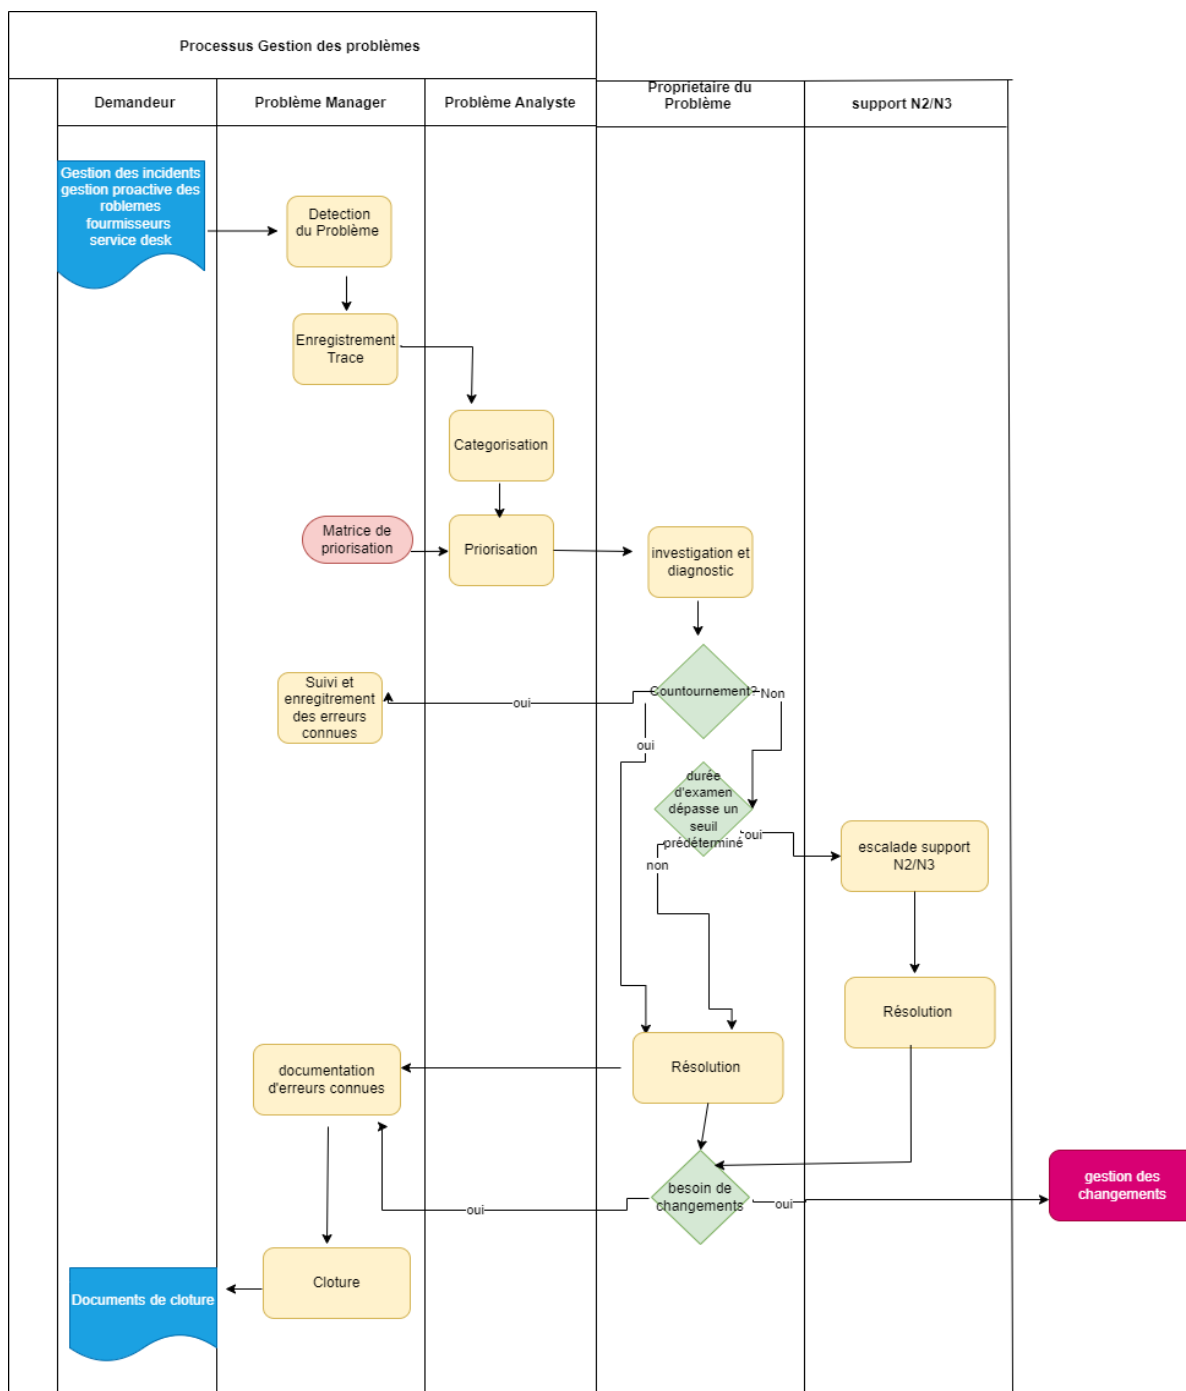 Processus Gestion des problèmes
Demandeur
Problème Manager
Problème Analyste
Proprietaire du
Problème
support N2/N3
Gestion des incidents
gestion proactive des
roblemes
fournmisseurs
service desk
Detection
du Problème
Enregistrement
Trace
Categorisation
Matrice de
priorisation
Priorisation
investigation et
diagnostic
Suivi et
enregitrement
des erreurs
connues
oui
Countournement?
Non
oui
durée
d'examen
dépasse un
seuil
prédéterminé
oui
non
escalade support
N2/N3
Résolution
documentation
d'erreurs connues
Résolution
besoin de
changements
oui
oui
gestion des
changements
Cloture
Documents de cloture